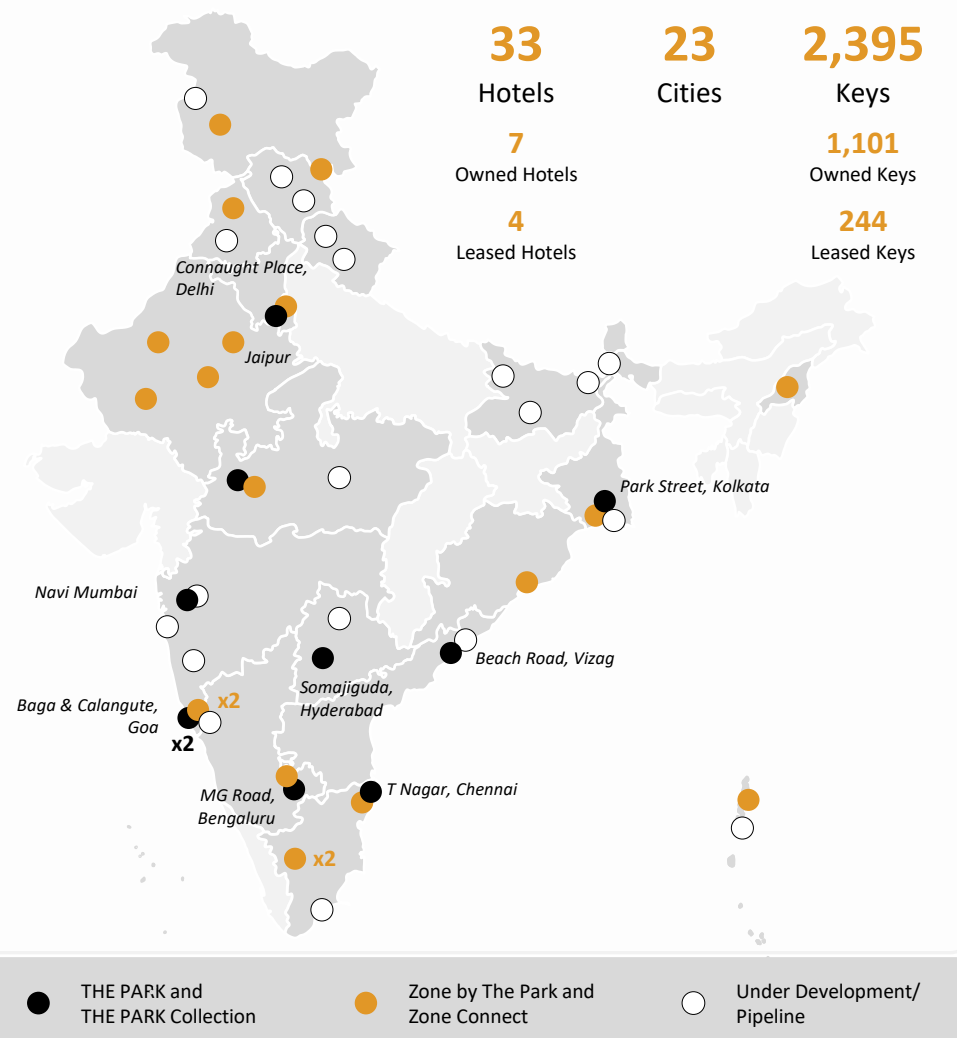 33
Hotels
23
Cities
2,395
Keys
7
Owned Hotels
1,101
Owned Keys
4
Leased Hotels
244
Leased Keys
Connaught Place,
Delhi
Jaipur
Park Street, Kolkata
Navi Mumbai
Beach Road, Vizag
Somajiguda,
Hyderabad
Baga & Calangute,
Goa
x2
x2
MG Road,
Bengaluru
T Nagar, Chennai
x2
THE PARK and
THE PARK Collection
Zone by The Park and
Zone Connect
Under Development/
Pipeline